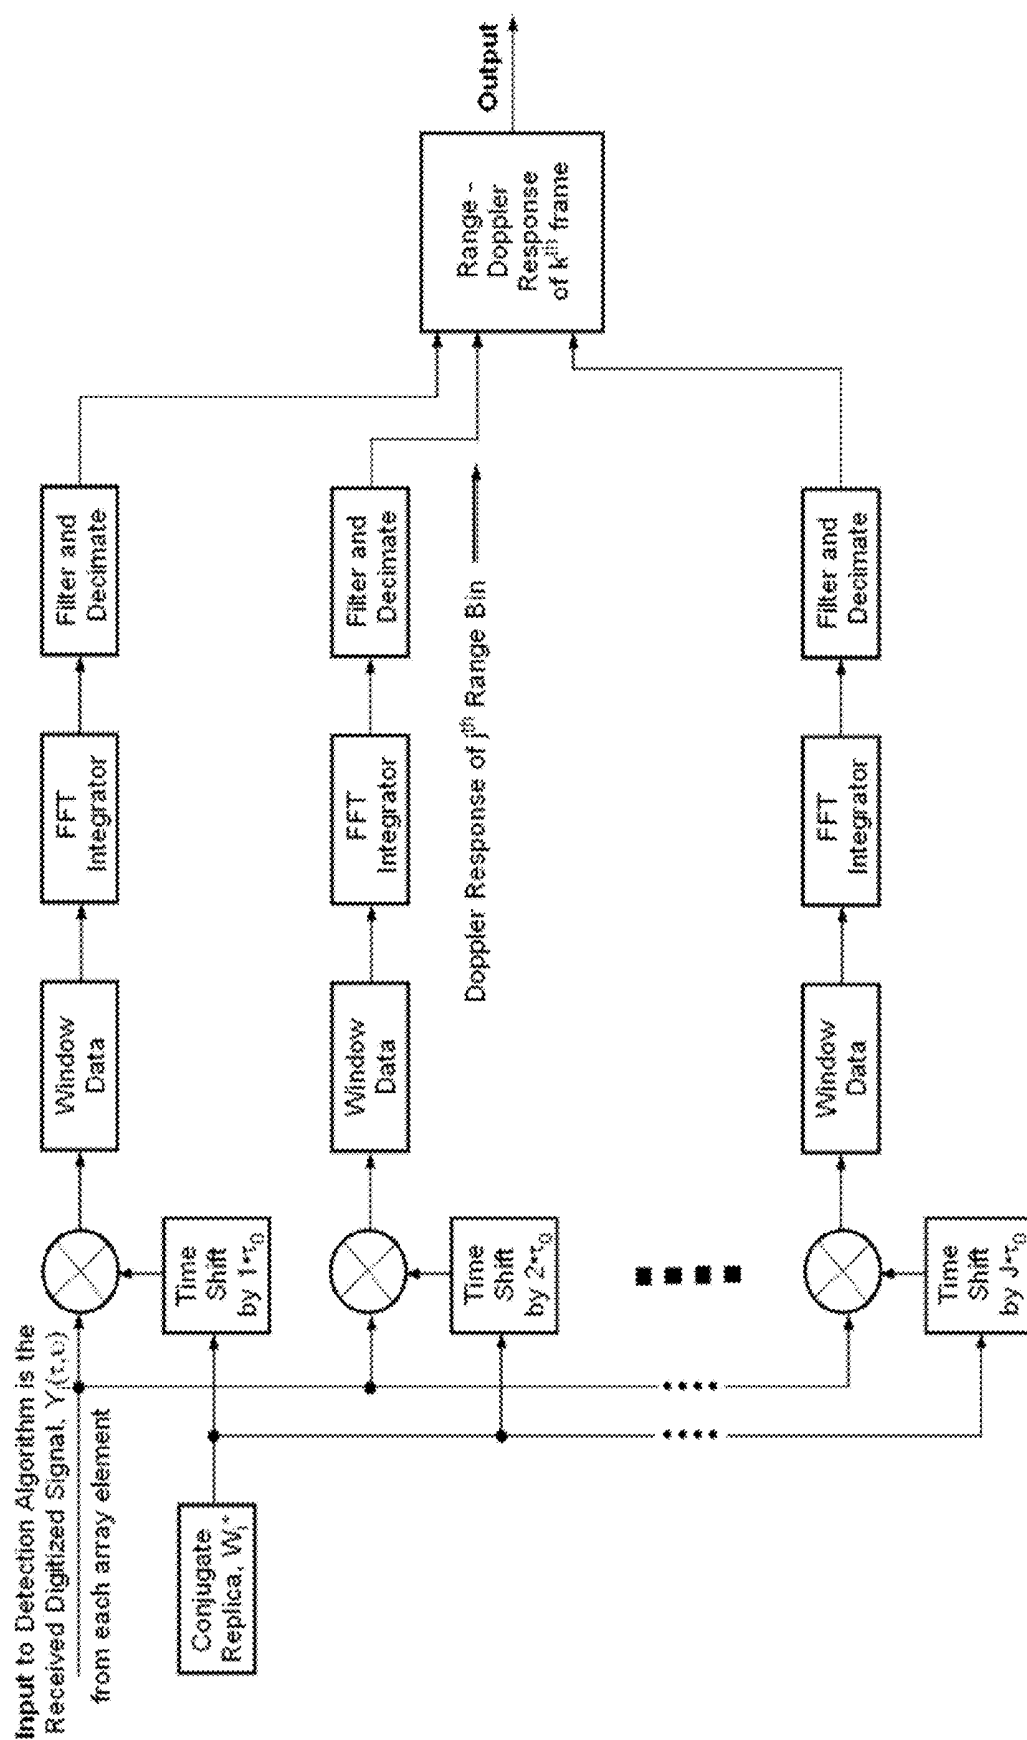 Input to Detection Algorithm is the
Received Digitized Signal, Yⱼ(τ,υ)
from each array element
Conjugate
Replica, Wⱼ*
Time
Shift
by 1•τ₀
Window
Data
FFT
Integrator
Filter and
Decimate
Time
Shift
by 2•τ₀
Window
Data
FFT
Integrator
Filter and
Decimate
Doppler Response of jᵗʰ Range Bin
Time
Shift
by J•τ₀
Window
Data
FFT
Integrator
Filter and
Decimate
Range -
Doppler
Response
of kᵗʰ frame
Output